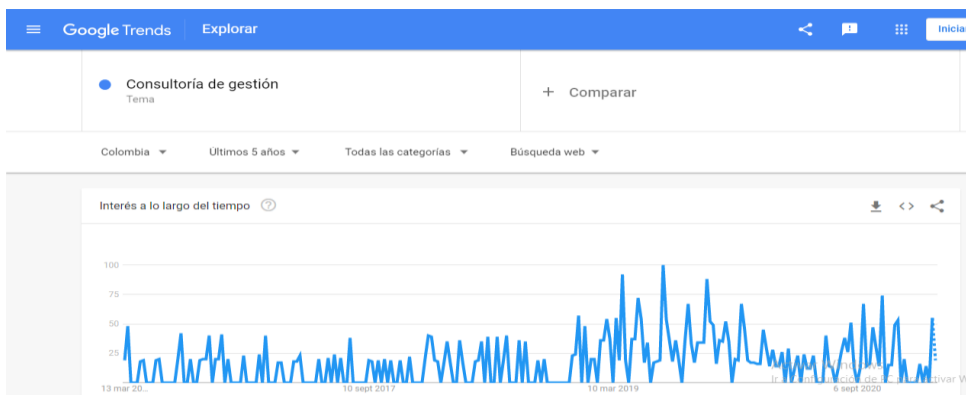 Google Trends Explorar Inicia
Consultoría de gestión
Tema
+ Comparar
Colombia Últimos 5 años Todas las categorías Búsqueda web
Interés a lo largo del tiempo
100
75
50
25
13 mar 20... 10 sept 2017 10 mar 2019 6 sept 2020